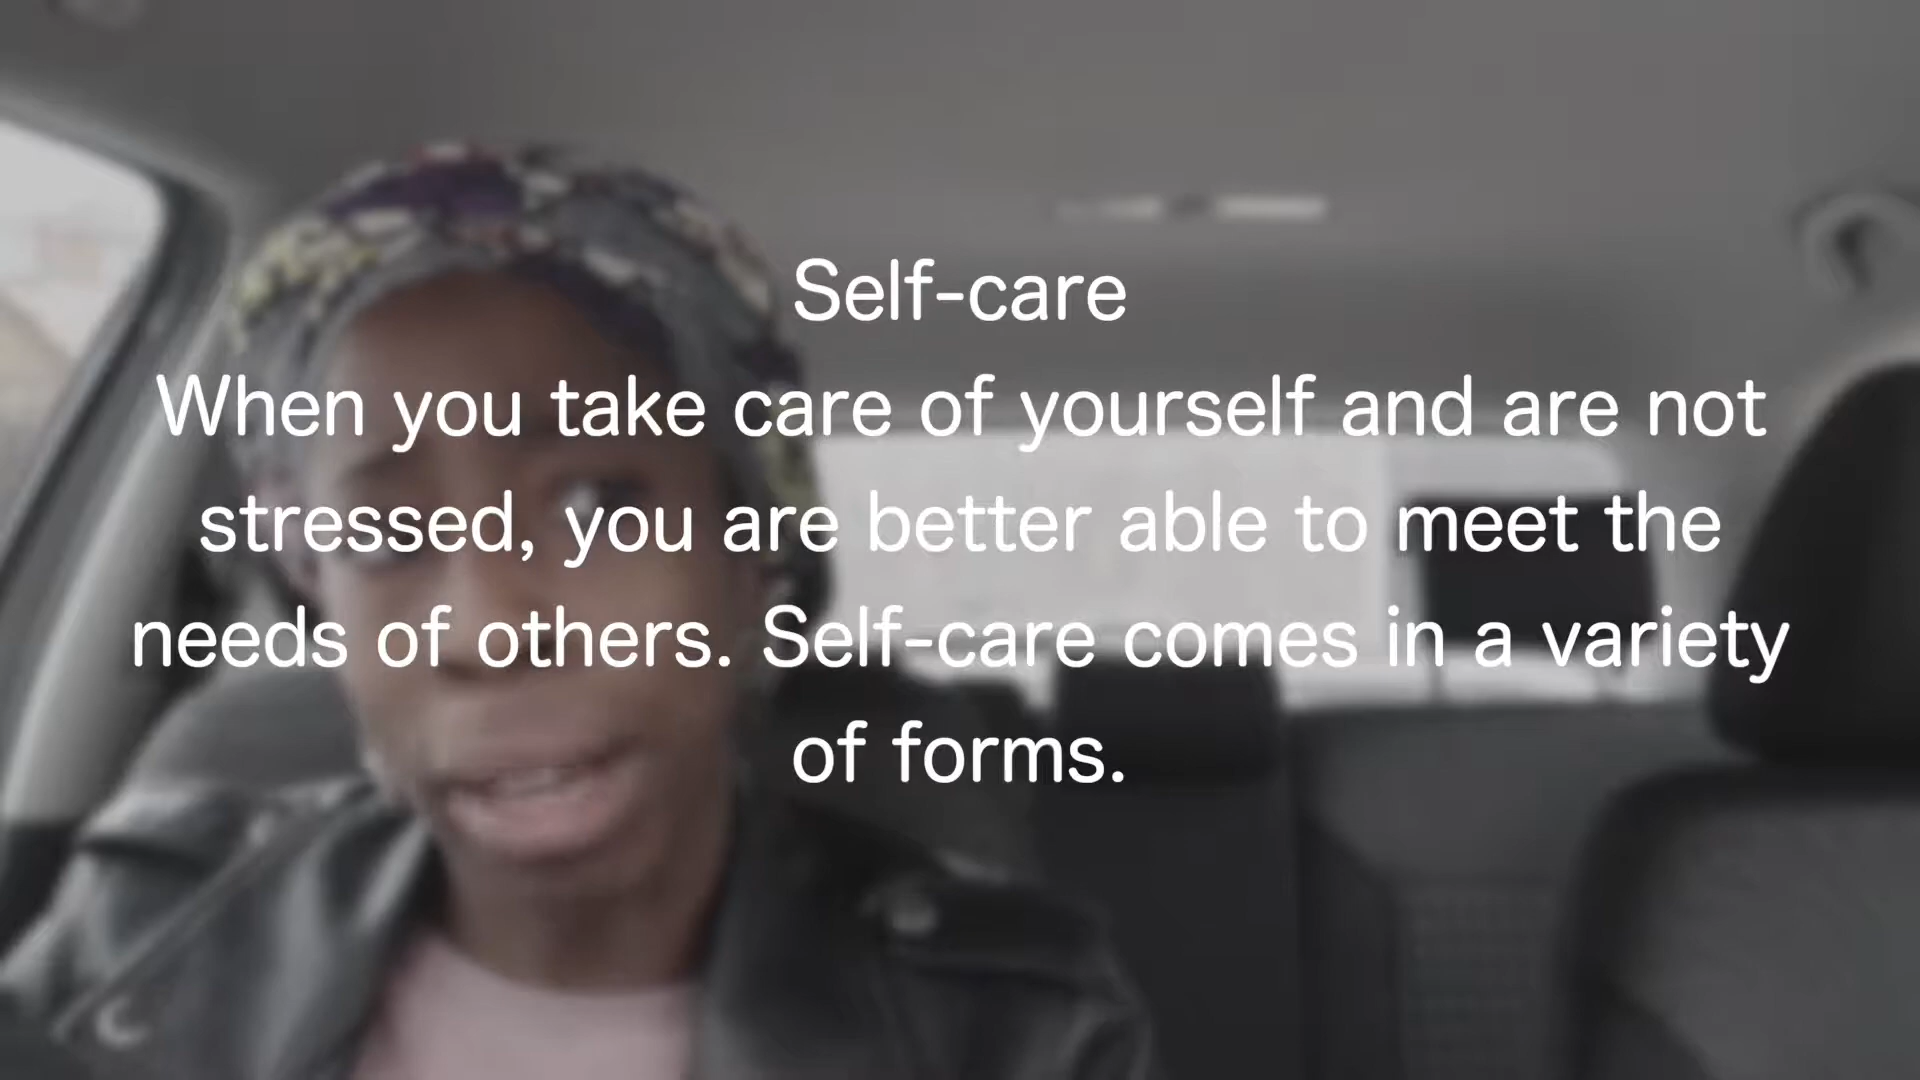 Self-care
When you take care of yourself and are not
stressed, you are better able to meet the
needs of others. Self-care comes in a variety
of forms.